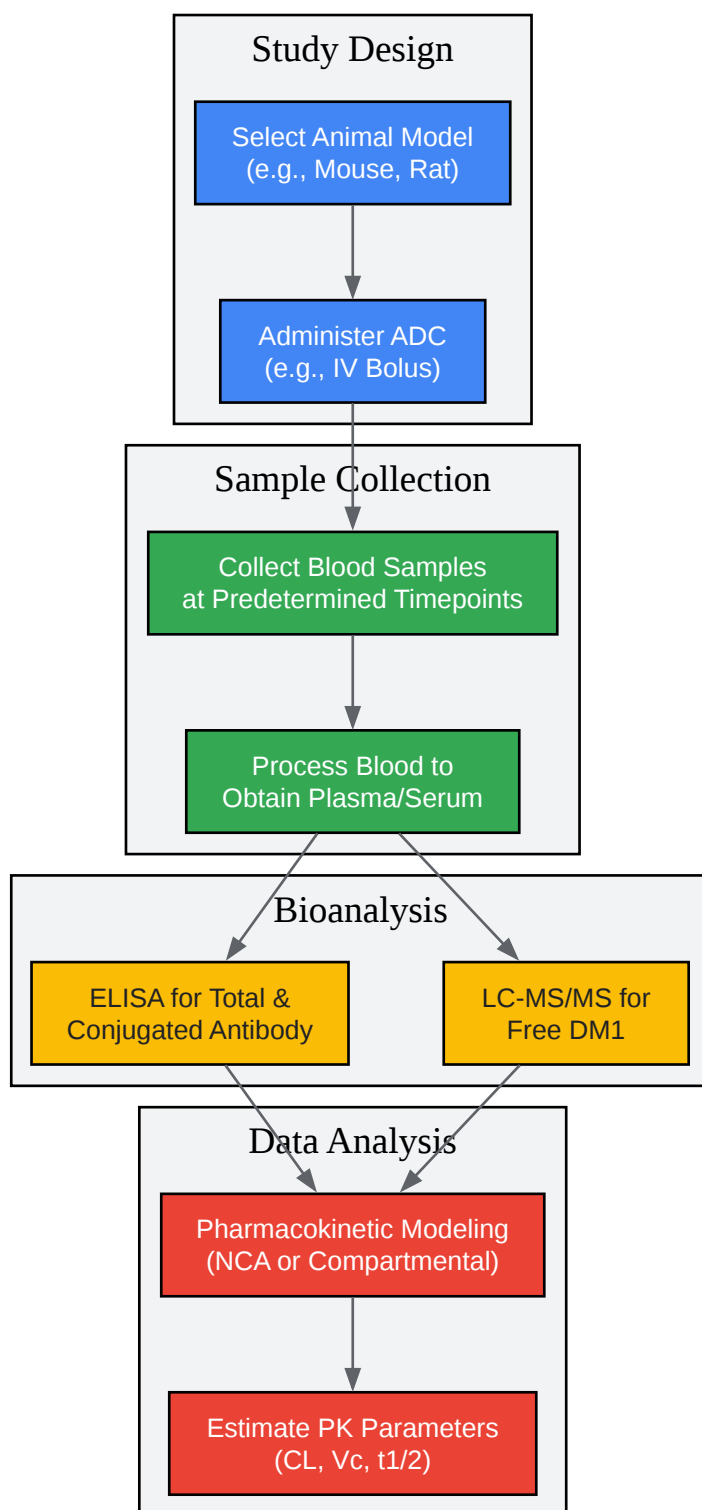 Study Design
Select Animal Model
(e.g., Mouse, Rat)
Administer ADC
(e.g., IV Bolus)
Sample Collection
Collect Blood Samples
at Predetermined Timepoints
Process Blood to
Obtain Plasma/Serum
Bioanalysis
ELISA for Total &
Conjugated Antibody
LC-MS/MS for
Free DM1
Data Analysis
Pharmacokinetic Modeling
(NCA or Compartmental)
Estimate PK Parameters
(CL, Vc, t1/2)